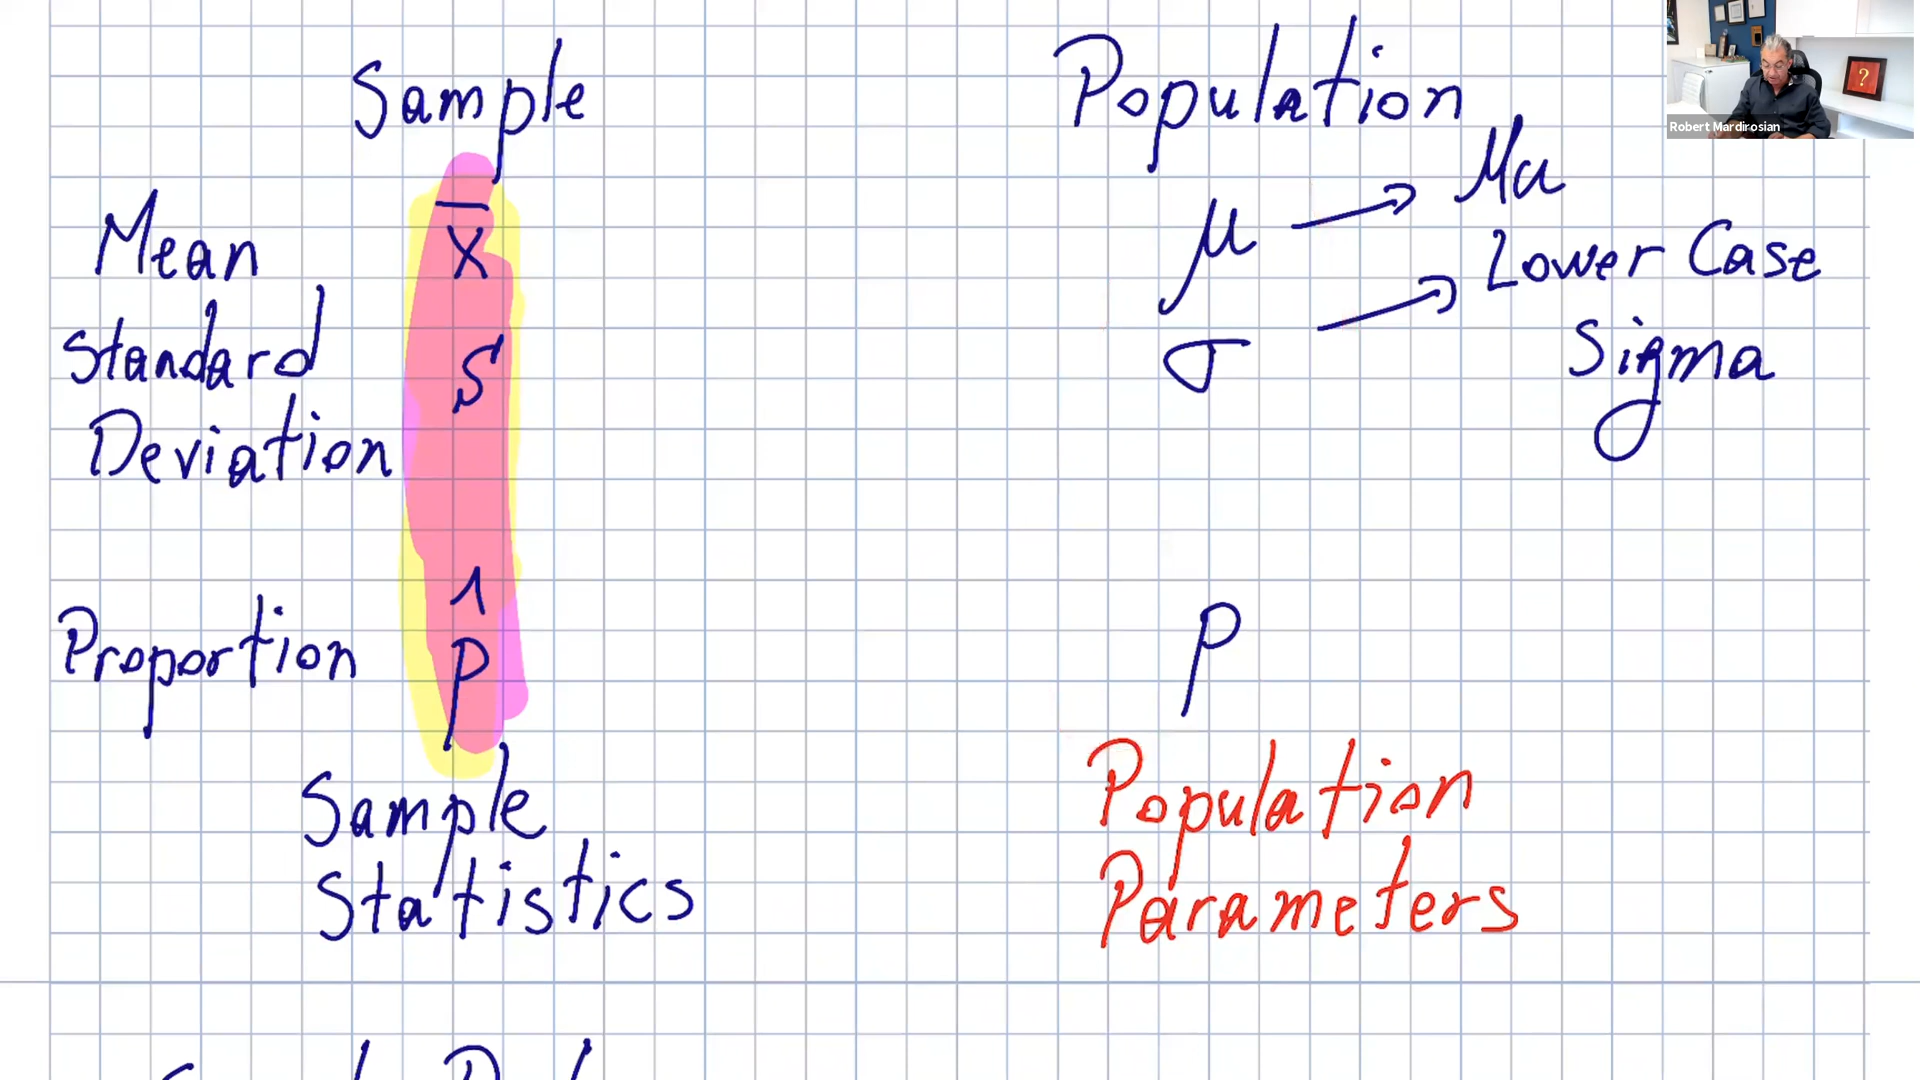 Sample Population
Robert Mardirosian
Mean x̄ μ → Mu
Standard Deviation S σ → Lower Case Sigma
Proportion p̂ p
Sample Statistics
Population Parameters